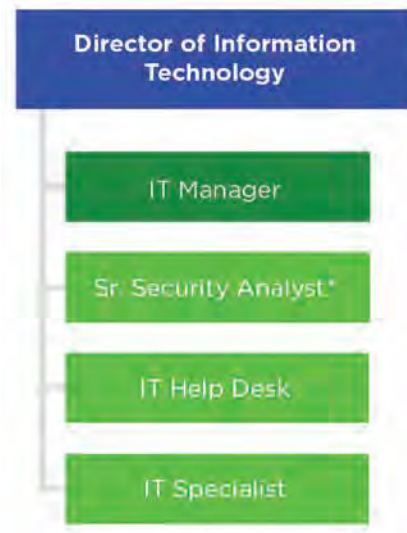 Director of Information
Technology
IT Manager
Sr. Security Analyst*
IT Help Desk
IT Specialist